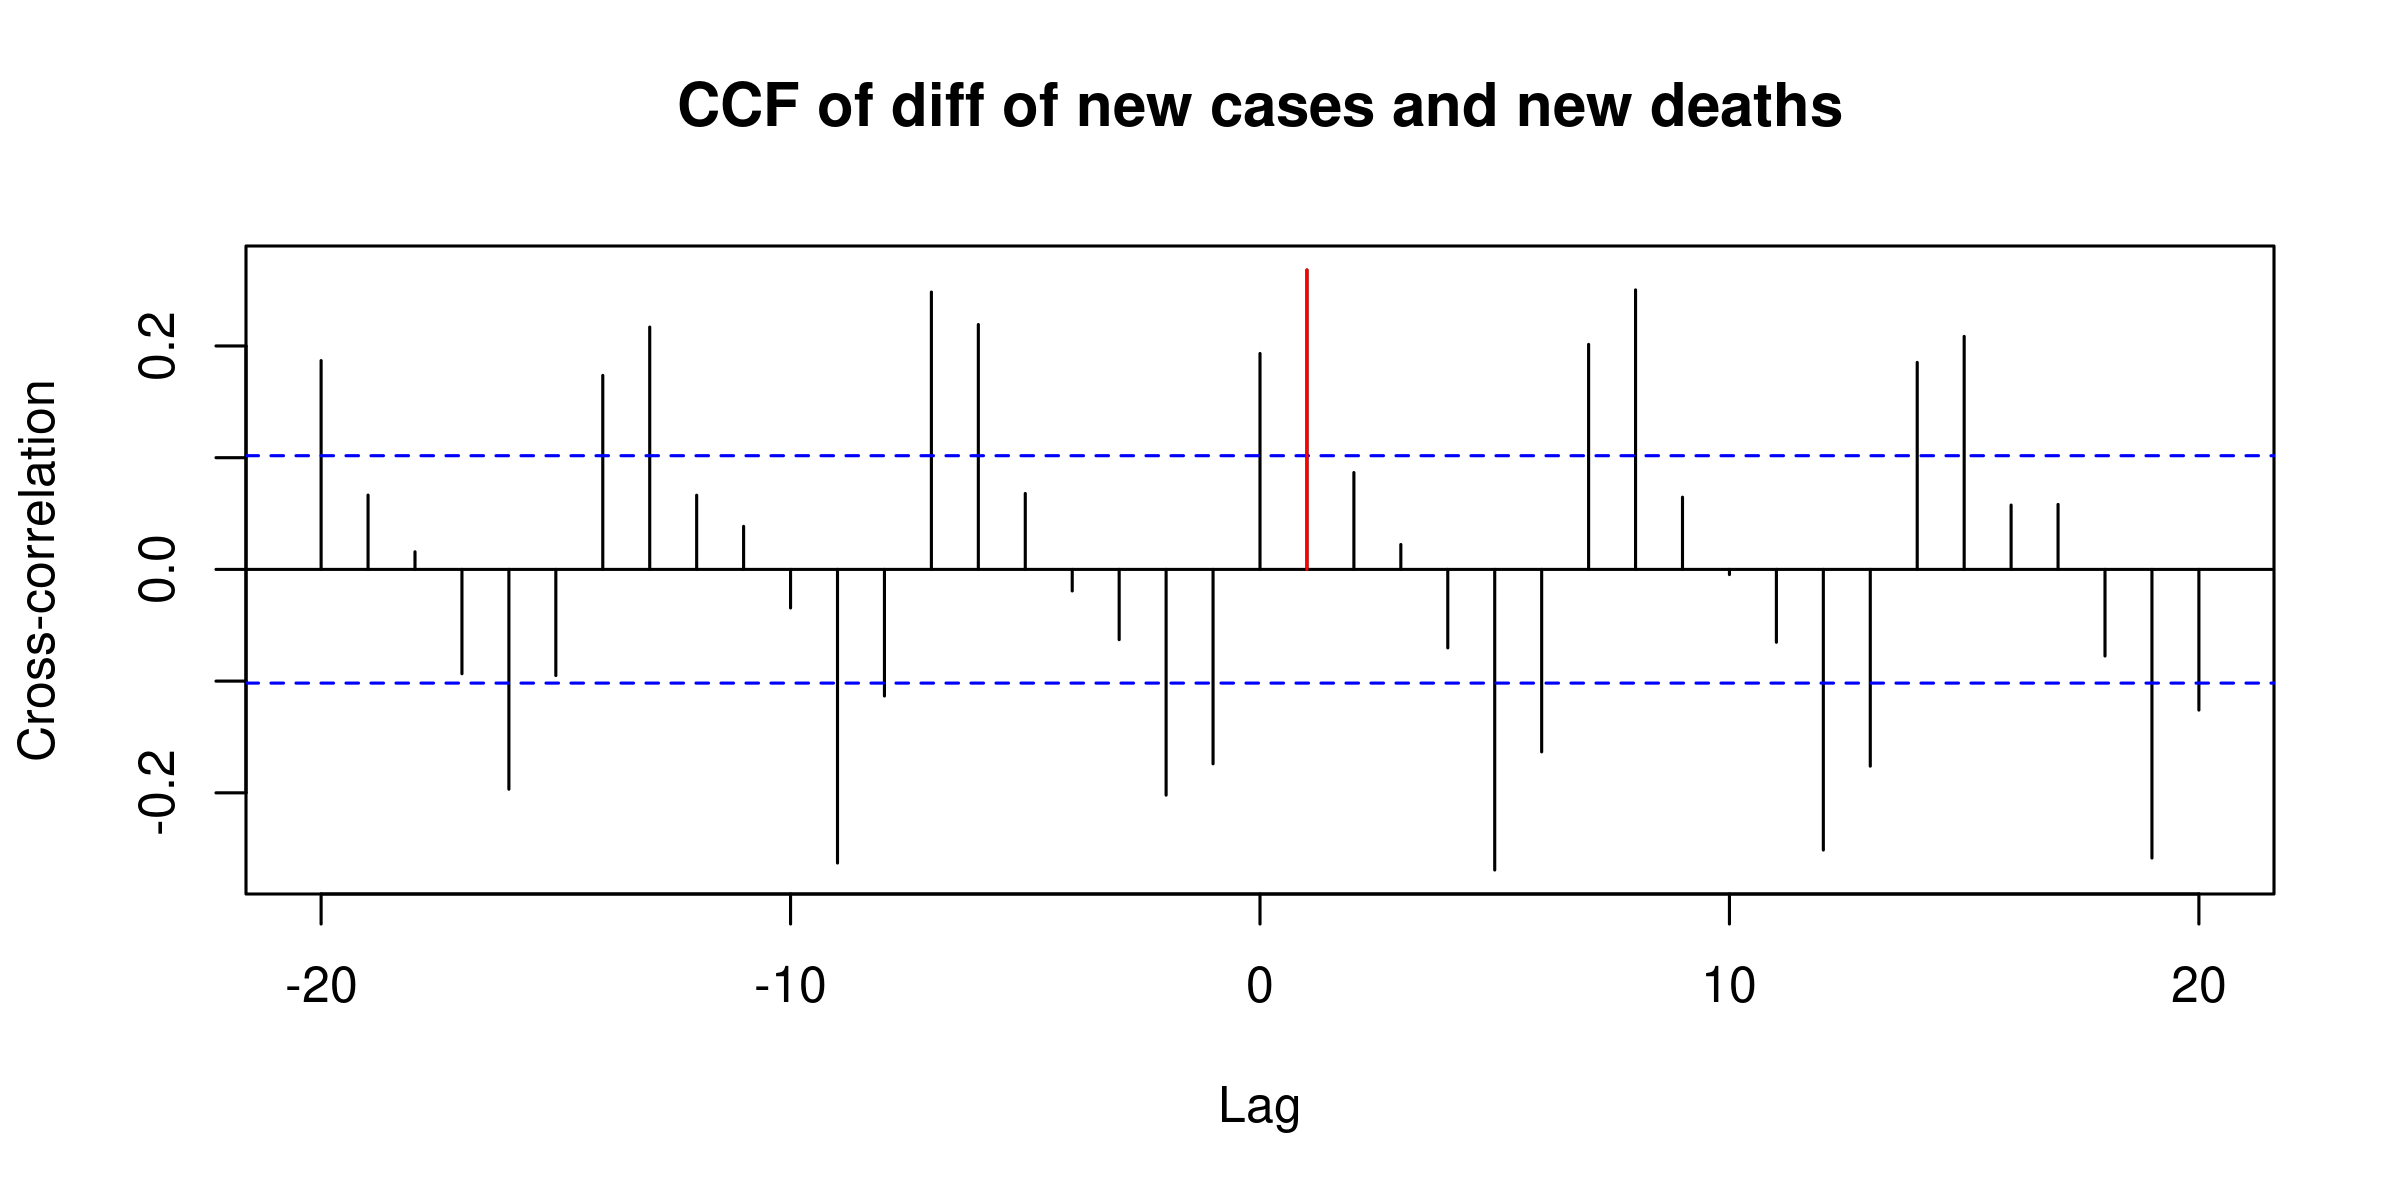 CCF of diff of new cases and new deaths
Cross-correlation
0.2
0.0
-0.2
-20 -10 0 10 20
Lag